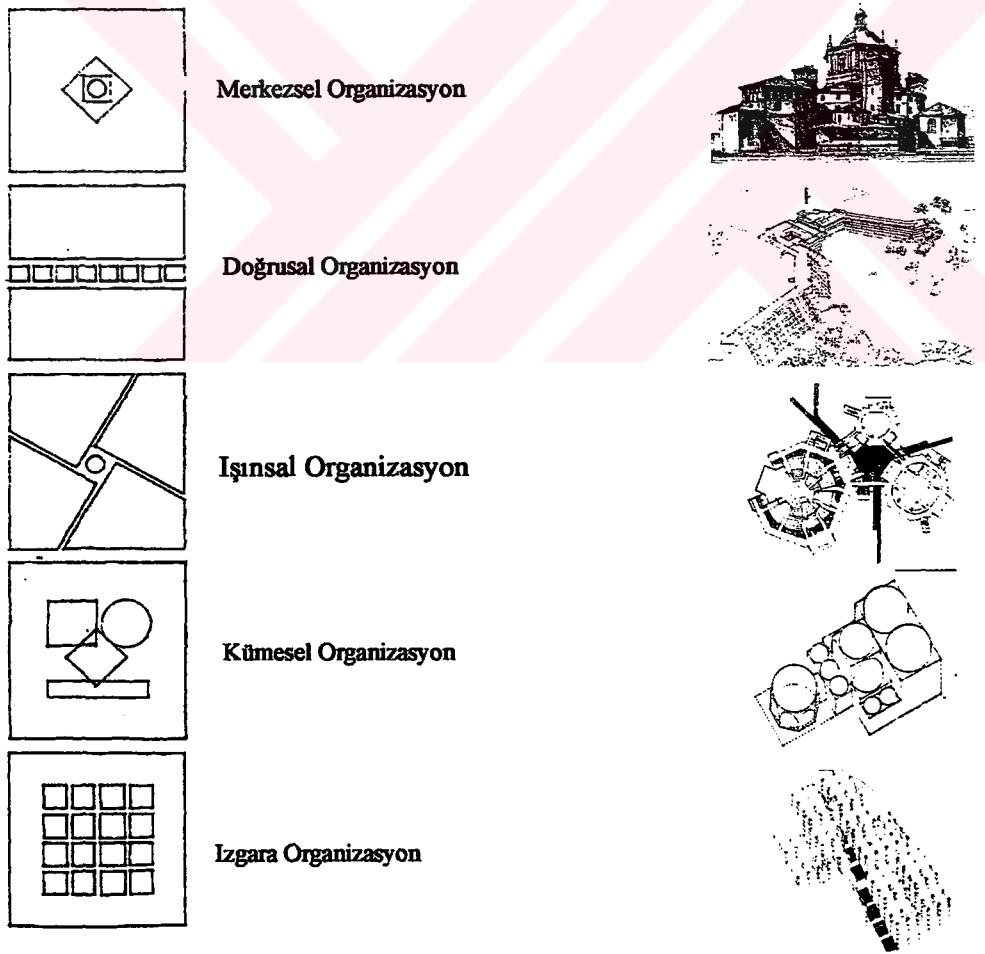 Merkezsel Organizasyon
Doğrusal Organizasyon
Işınsal Organizasyon
Kümesel Organizasyon
Izgara Organizasyon